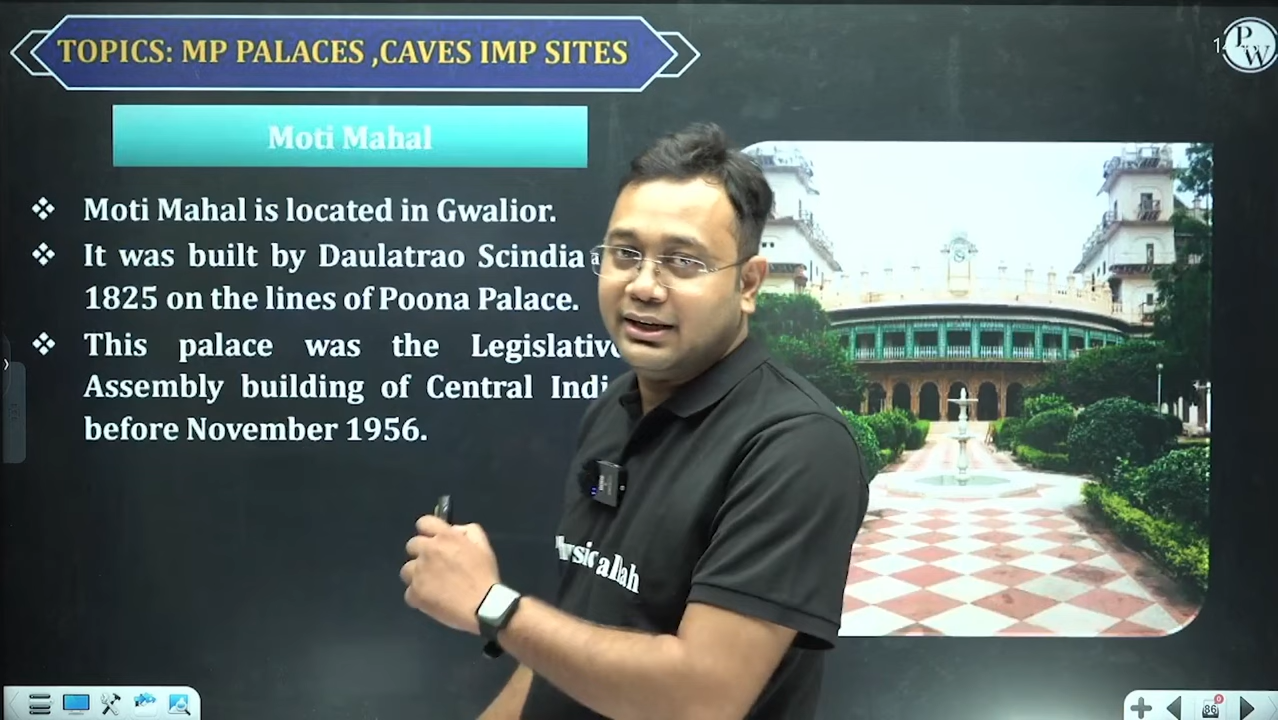 TOPICS: MP PALACES ,CAVES IMP SITES
P
W
Moti Mahal
❖ Moti Mahal is located in Gwalior.
❖ It was built by Daulatrao Scindia
1825 on the lines of Poona Palace.
❖ This palace was the Legislative
Assembly building of Central Indi
before November 1956.
86